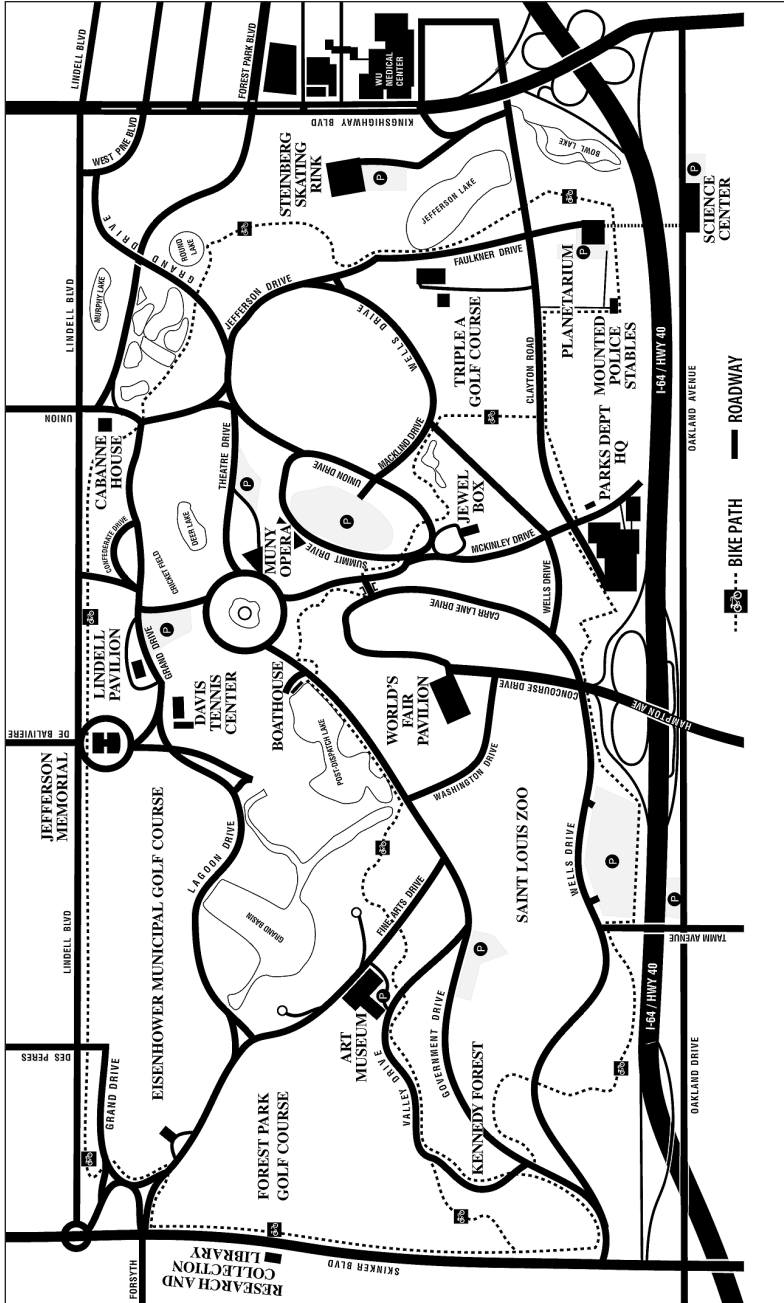 LINDELL BLVD
FOREST PARK BLVD
WU
MEDICAL
CENTER
KINGSHIGHWAY BLVD
WEST PINE BLVD
STEINBERG
SKATING
RINK
P
JEFFERSON LAKE
BOWL LAKE
P
SCIENCE
CENTER
GRAND DRIVE
ROUND
LAKE
MURPHY LAKE
LINDELL BLVD
JEFFERSON DRIVE
WELLS DRIVE
FAULKNER DRIVE
PLANETARIUM
P
TRIPLE A
GOLF COURSE
CLAYTON ROAD
MOUNTED
POLICE
STABLES
I-64 / HWY 40
OAKLAND AVENUE
ROADWAY
BIKE PATH
UNION
CABANNE
HOUSE
THEATRE DRIVE
P
UNION DRIVE
MACKLIND DRIVE
P
PARKS DEPT
HQ
CONFEDERATE DRIVE
CRICKET FIELD
DEER LAKE
MUNY
OPERA
SUMMIT DRIVE
JEWEL
BOX
MCKINLEY DRIVE
WELLS DRIVE
LINDELL
PAVILION
GRAND DRIVE
P
CARR LANE DRIVE
DAVIS
TENNIS
CENTER
BOATHOUSE
WORLD'S
FAIR
PAVILION
CONCOURSE DRIVE
HAMPTON AVE
DE BALIVIERE
JEFFERSON
MEMORIAL
POST-DISPATCH LAKE
WASHINGTON DRIVE
EISENHOWER MUNICIPAL GOLF COURSE
LAGOON DRIVE
SAINT LOUIS ZOO
WELLS DRIVE
P
P
LINDELL BLVD
GRAND BASIN
FINE ARTS DRIVE
TAMM AVENUE
P
ART
MUSEUM
P
I-64 / HWY 40
DES PERES
GRAND DRIVE
VALLEY DRIVE
GOVERNMENT DRIVE
KENNEDY FOREST
OAKLAND DRIVE
FOREST PARK
GOLF COURSE
RESEARCH AND
COLLECTION
LIBRARY
SKINKER BLVD
FORSYTH